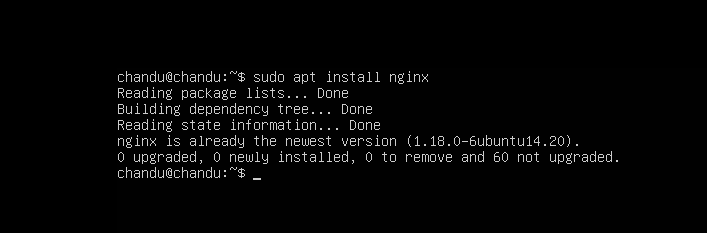 chandu@chandu:~$ sudo apt install nginx
Reading package lists... Done
Building dependency tree... Done
Reading state information... Done
nginx is already the newest version (1.18.0-6ubuntu14.20).
0 upgraded, 0 newly installed, 0 to remove and 60 not upgraded.
chandu@chandu:~$ _